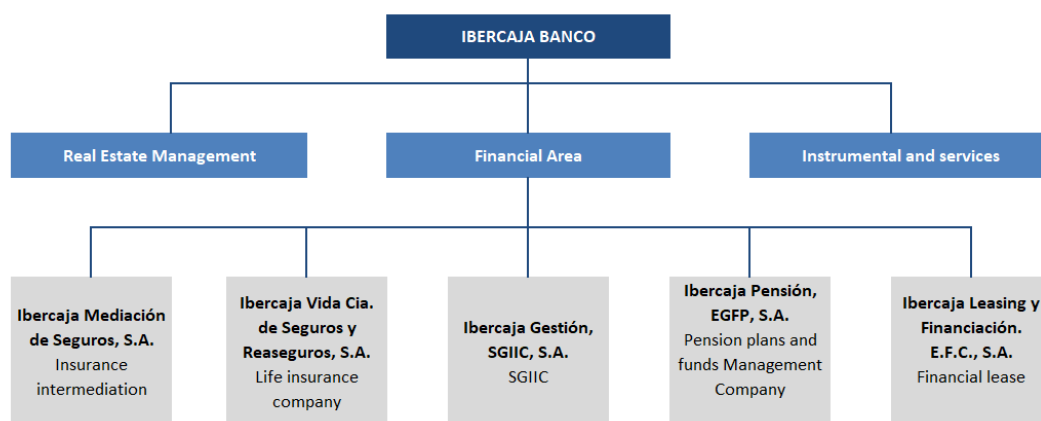 IBERCAJA BANCO
Real Estate Management
Financial Area
Instrumental and services
Ibercaja Mediación
de Seguros, S.A.
Insurance
intermediation
Ibercaja Vida Cia.
de Seguros y
Reaseguros, S.A.
Life insurance
company
Ibercaja Gestión,
SGIIC, S.A.
SGIIC
Ibercaja Pensión,
EGFP, S.A.
Pension plans and
funds Management
Company
Ibercaja Leasing y
Financiación.
E.F.C., S.A.
Financial lease